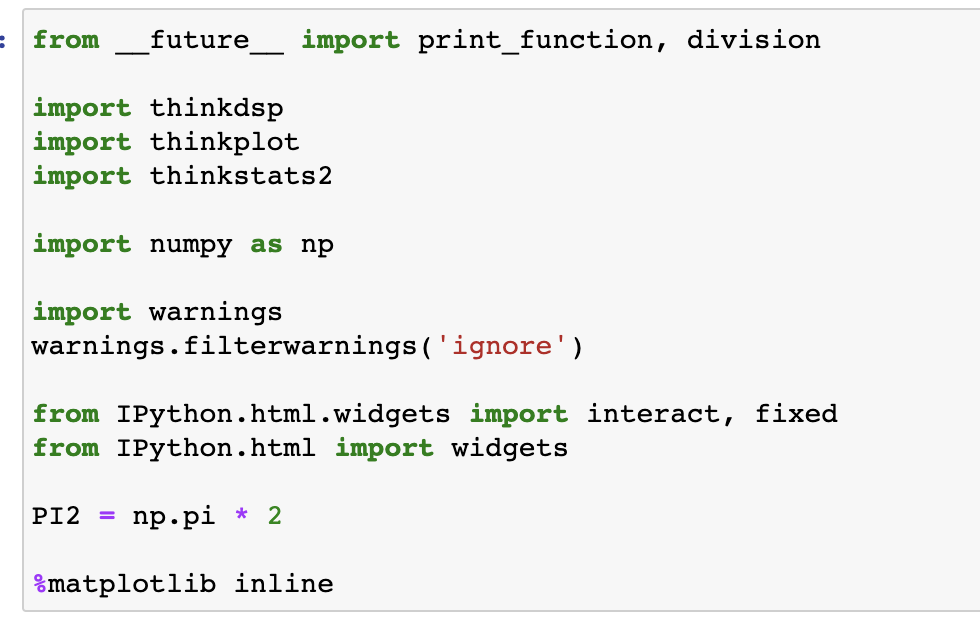 from __future__ import print_function, division
import thinkdsp
import thinkplot
import thinkstats2
import numpy as np
import warnings
warnings.filterwarnings('ignore')
from IPython.html.widgets import interact, fixed
from IPython.html import widgets
PI2 = np.pi * 2
%matplotlib inline